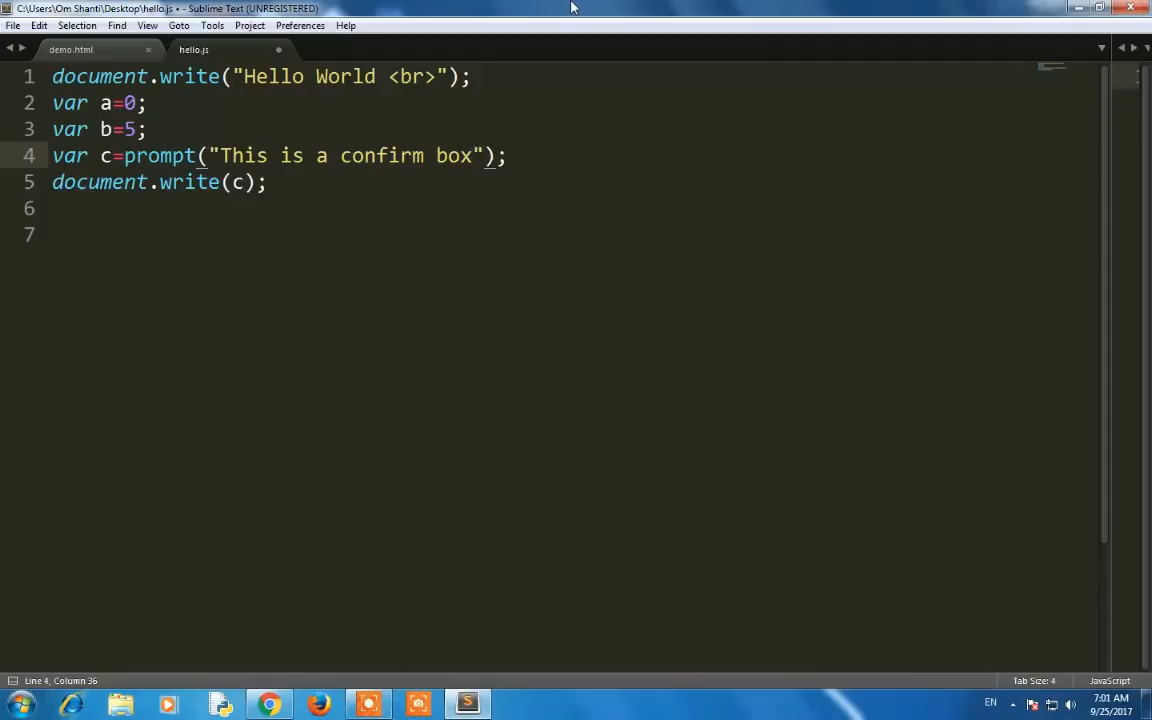 C:\Users\Om Shanti\Desktop\hello.js • - Sublime Text (UNREGISTERED)
File Edit Selection Find View Goto Tools Project Preferences Help
demo.html × hello.js
1 document.write("Hello World <br>");
2 var a=0;
3 var b=5;
4 var c=prompt("This is a confirm box");
5 document.write(c);
6
7
Line 4, Column 36 Tab Size: 4 JavaScript
EN 7:01 AM
9/25/2017